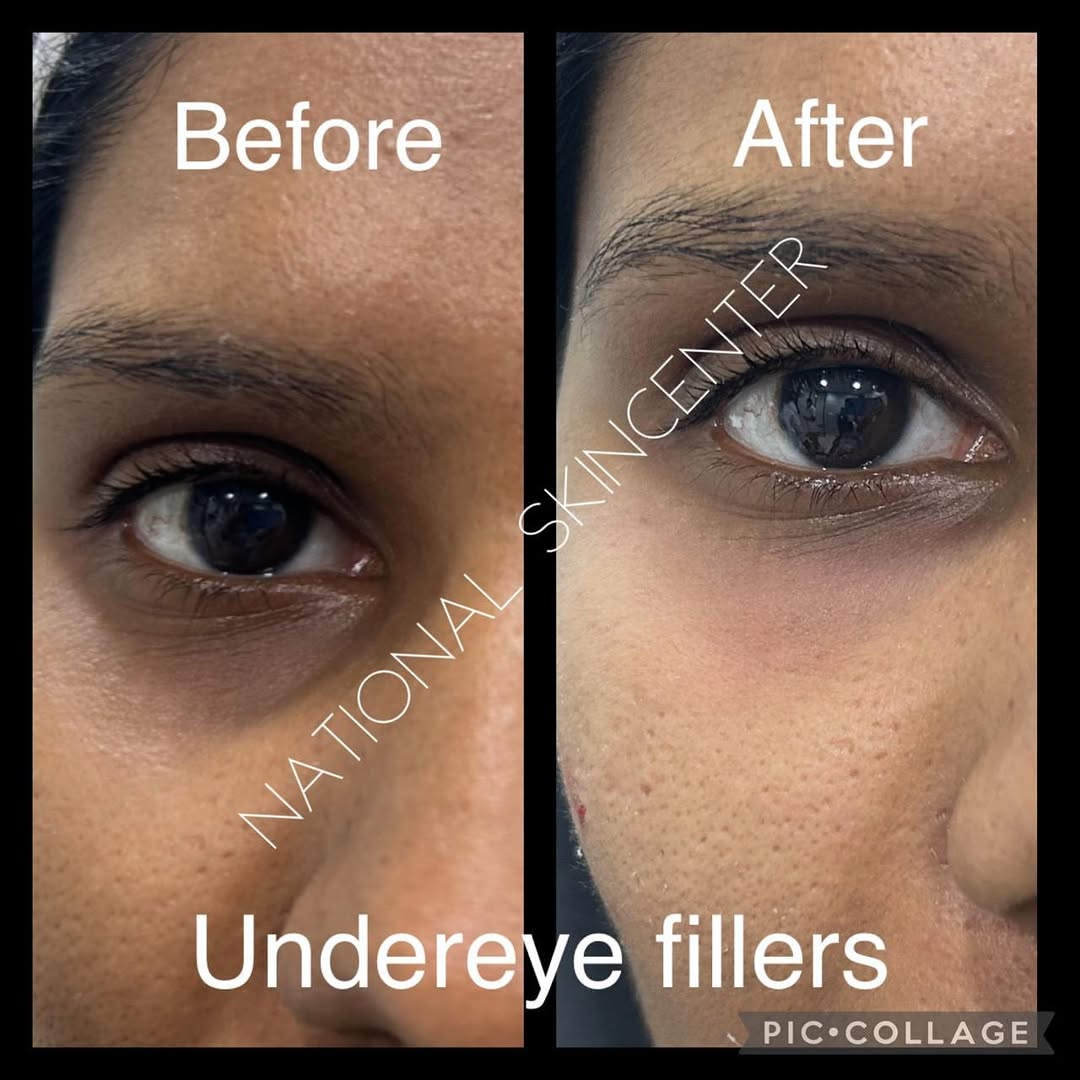 Before
After
NATIONAL SKINCENTER
Undereye fillers
PIC•COLLAGE